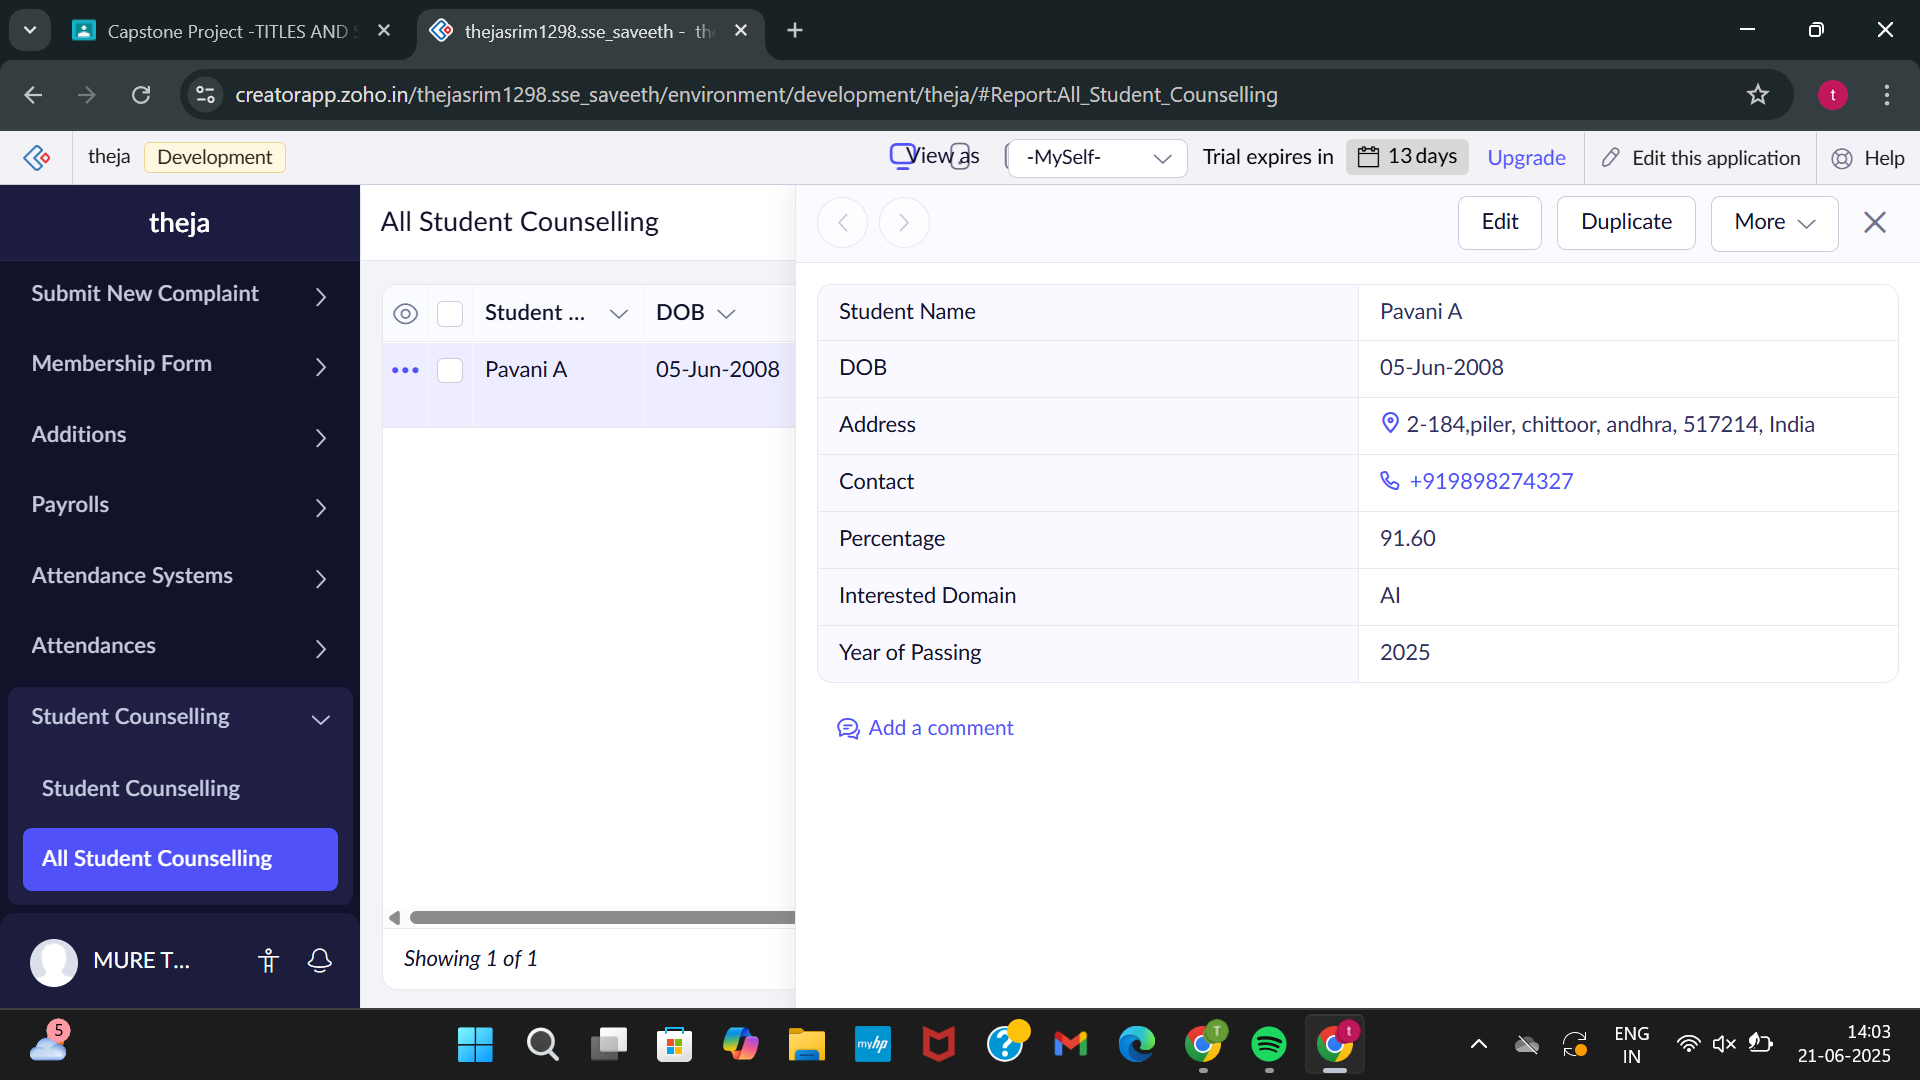 Capstone Project -TITLES AND
thejasrim1298.sse_saveeth -
creatorapp.zoho.in/thejasrim1298.sse_saveeth/environment/development/theja/#Report:All_Student_Counselling
t
theja
Development
View as
-MySelf-
Trial expires in
13 days
Upgrade
Edit this application
Help
theja
Submit New Complaint
Membership Form
Additions
Payrolls
Attendance Systems
Attendances
Student Counselling
Student Counselling
All Student Counselling
MURE T...
All Student Counselling
Student ...
DOB
Pavani A
05-Jun-2008
Showing 1 of 1
Edit
Duplicate
More
Student Name
Pavani A
DOB
05-Jun-2008
Address
2-184,piler, chittoor, andhra, 517214, India
Contact
+919898274327
Percentage
91.60
Interested Domain
AI
Year of Passing
2025
Add a comment
5
myhp
T
t
ENG
IN
14:03
21-06-2025